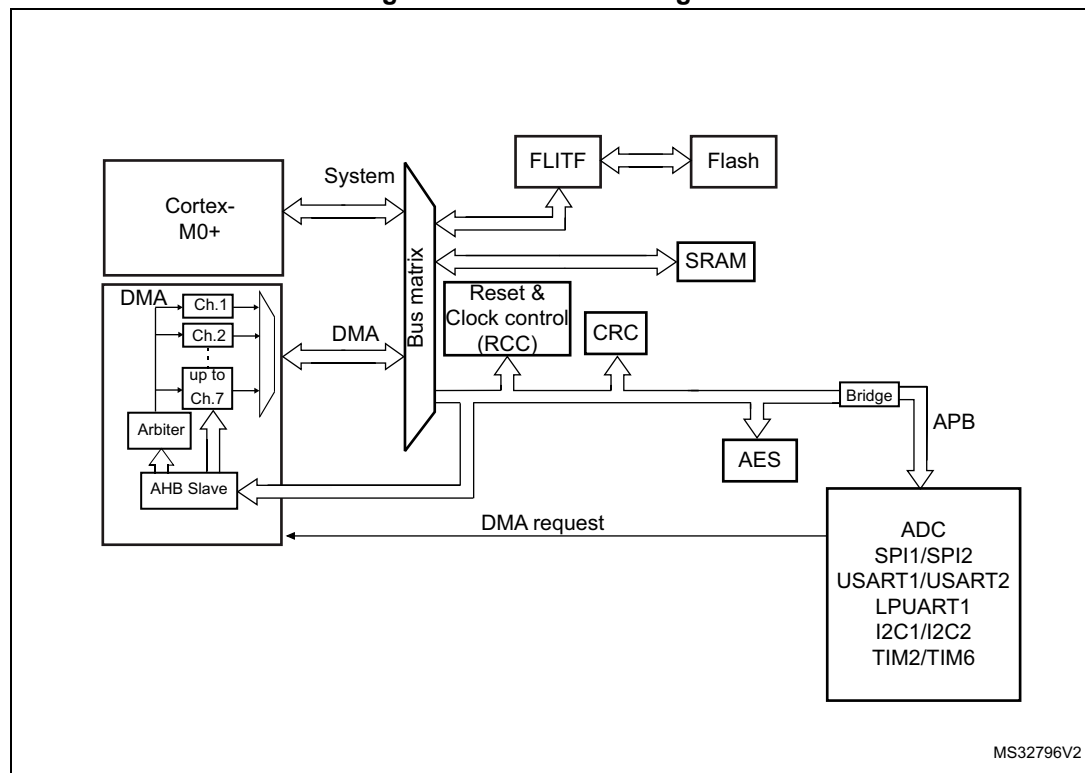 System
FLITF
Flash
Cortex-
M0+
Bus matrix
SRAM
DMA
Ch.1
Ch.2
up to
Ch.7
Arbiter
AHB Slave
DMA
Reset &
Clock control
(RCC)
CRC
Bridge
APB
AES
DMA request
ADC
SPI1/SPI2
USART1/USART2
LPUART1
I2C1/I2C2
TIM2/TIM6
MS32796V2